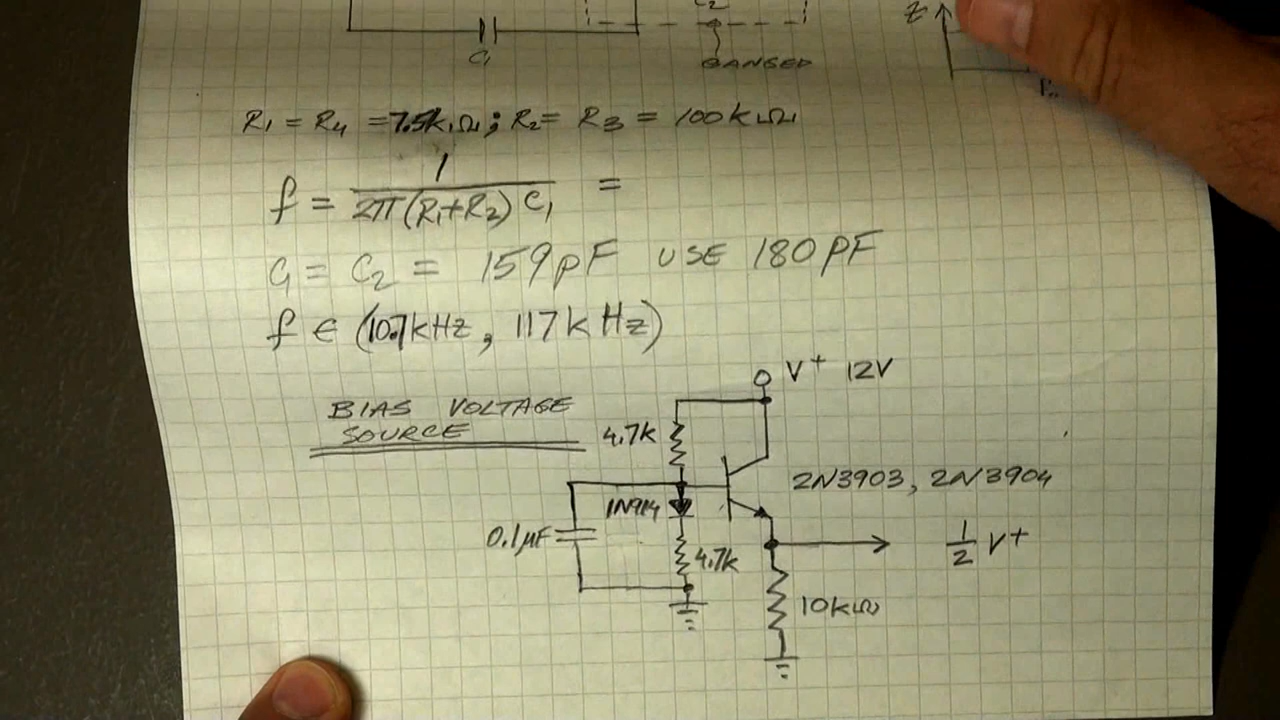 C2
C1
GANGED
R1 = R4 = 7.5kΩ; R2 = R3 = 100kΩ
f = 1 / 2π(R1+R2) C1 =
C1 = C2 = 159pF USE 180pF
f ∈ (10.7kHz, 117kHz)
V+ 12V
BIAS VOLTAGE
SOURCE
4.7k
2N3903, 2N3904
1N914
0.1µF
1/2 V+
4.7k
10kΩ